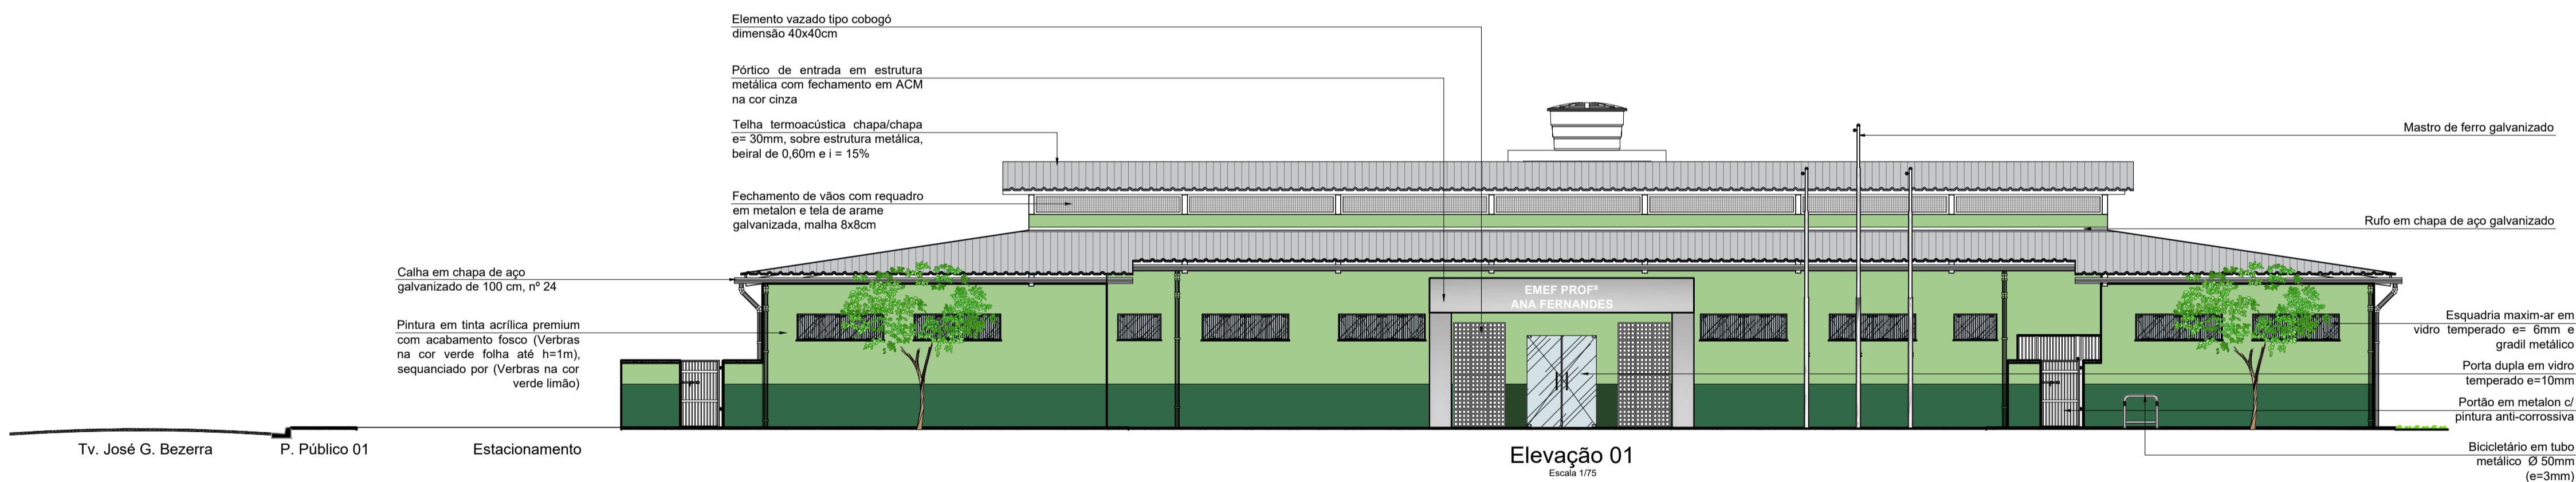 Elemento vazado tipo cobogó
dimensão 40x40cm
Pórtico de entrada em estrutura
metálica com fechamento em ACM
na cor cinza
Telha termoacústica chapa/chapa
e= 30mm, sobre estrutura metálica,
beiral de 0,60m e i = 15%
Fechamento de vãos com requadro
em metalon e tela de arame
galvanizada, malha 8x8cm
Calha em chapa de aço
galvanizado de 100 cm, nº 24
Pintura em tinta acrílica premium
com acabamento fosco (Verbras
na cor verde folha até h=1m),
sequanciado por (Verbras na cor
verde limão)
EMEF PROFª
ANA FERNANDES
Mastro de ferro galvanizado
Rufo em chapa de aço galvanizado
Esquadria maxim-ar em
vidro temperado e= 6mm e
gradil metálico
Porta dupla em vidro
temperado e=10mm
Portão em metalon c/
pintura anti-corrossiva
Bicicletário em tubo
metálico Ø 50mm
(e=3mm)
Tv. José G. Bezerra
P. Público 01
Estacionamento
Elevação 01
Escala 1/75